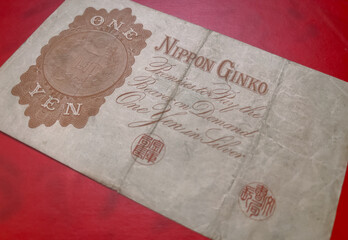 ONE
YEN
NIPPON GINKO
Promises to Pay the
Bearer on Demand
One Yen in Silver